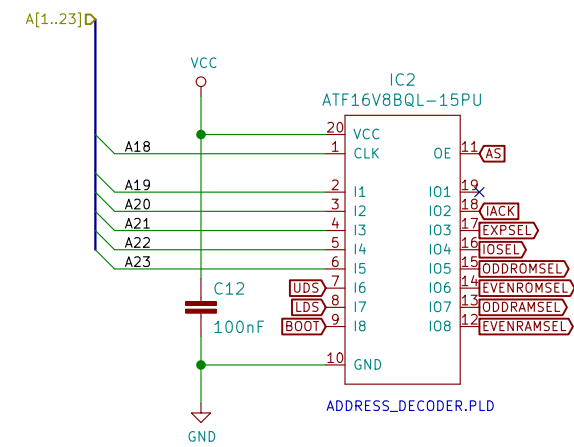 A[1..23]
VCC
IC2
ATF16V8BQL-15PU
20 VCC
A18 1 CLK OE 11 AS
A19 2 I1 IO1 19
A20 3 I2 IO2 18 IACK
A21 4 I3 IO3 17 EXPSEL
A22 5 I4 IO4 16 IOSEL
A23 6 I5 IO5 15 ODDROMSEL
UDS 7 I6 IO6 14 EVENROMSEL
C12
LDS 8 I7 IO7 13 ODDRAMSEL
100nF
BOOT 9 I8 IO8 12 EVENRAMSEL
10 GND
ADDRESS_DECODER.PLD
GND